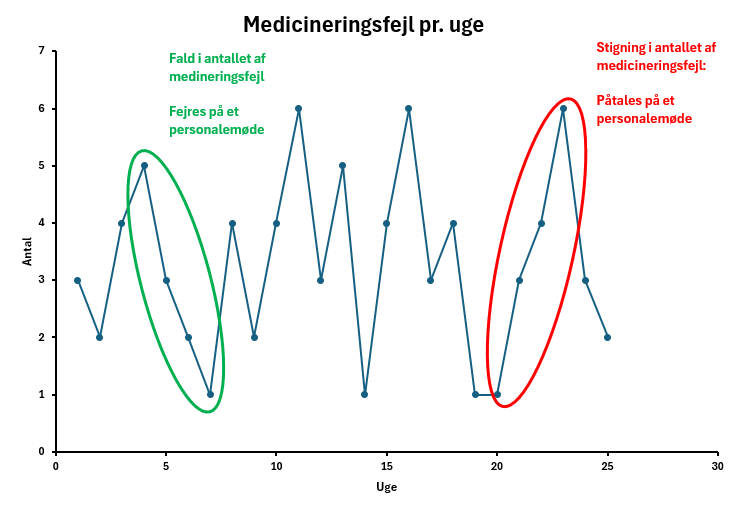 Medicineringsfejl pr. uge
Fald i antallet af
medineringsfejl
Fejres på et
personalemøde
Stigning i antallet af
medicineringsfejl:
Påtales på et
personalemøde
Antal
7
6
5
4
3
2
1
0
0 5 10 15 20 25 30
Uge